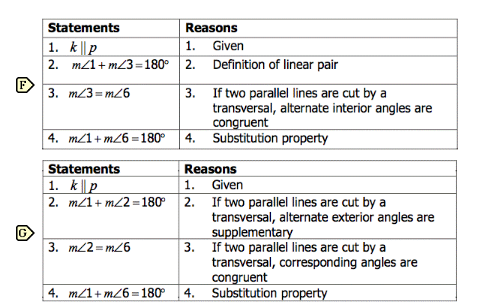 Statements Reasons
1. k || p 1. Given
2. m∠1 + m∠3 = 180° 2. Definition of linear pair
F
3. m∠3 = m∠6 3. If two parallel lines are cut by a
transversal, alternate interior angles are
congruent
4. m∠1 + m∠6 = 180° 4. Substitution property
Statements Reasons
1. k || p 1. Given
2. m∠1 + m∠2 = 180° 2. If two parallel lines are cut by a
transversal, alternate exterior angles are
G supplementary
3. m∠2 = m∠6 3. If two parallel lines are cut by a
transversal, corresponding angles are
congruent
4. m∠1 + m∠6 = 180° 4. Substitution property